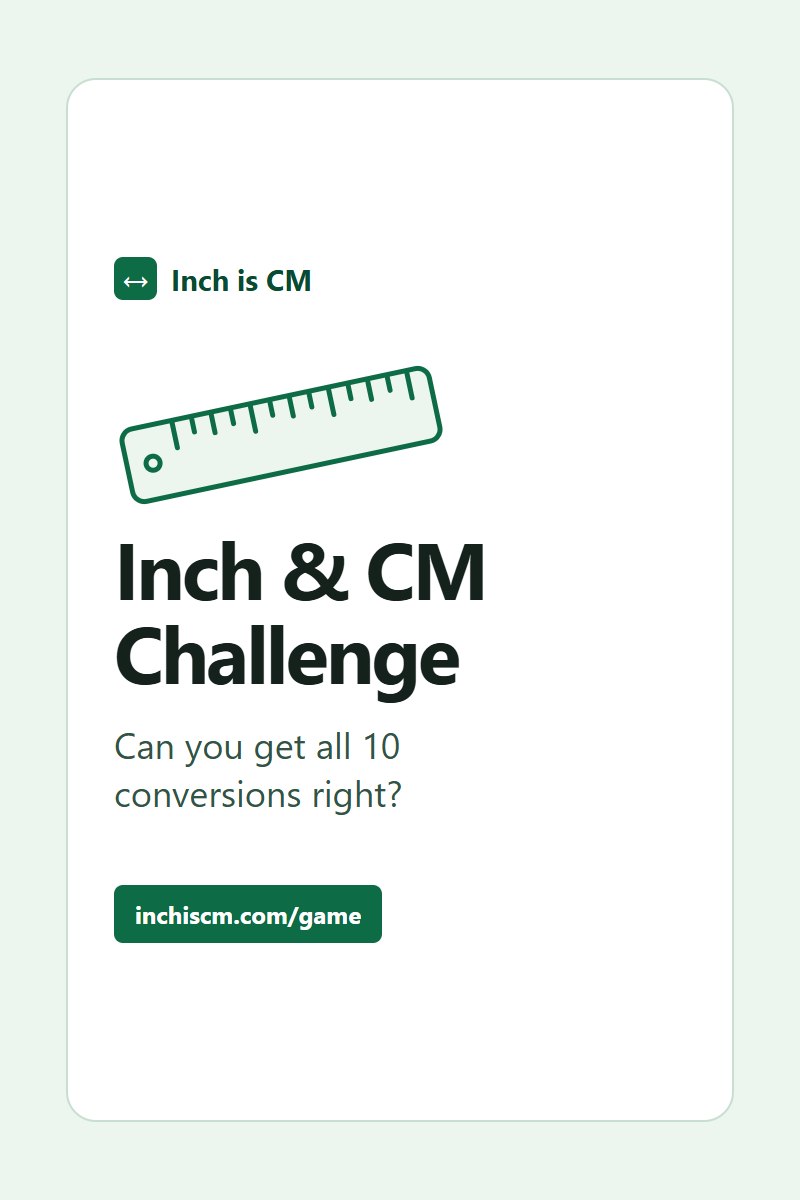 ↔ Inch is CM
Inch & CM
Challenge
Can you get all 10
conversions right?
inchiscm.com/game